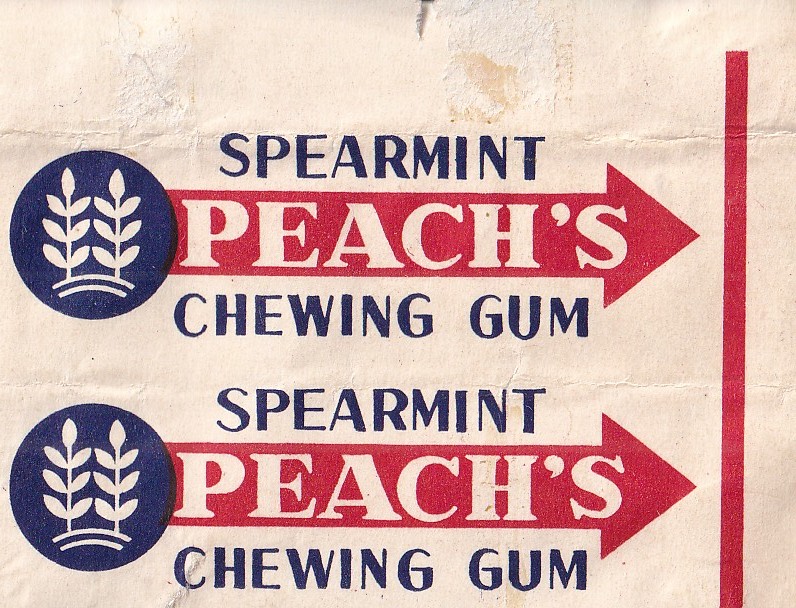 SPEARMINT
PEACH'S
CHEWING GUM
SPEARMINT
PEACH'S
CHEWING GUM